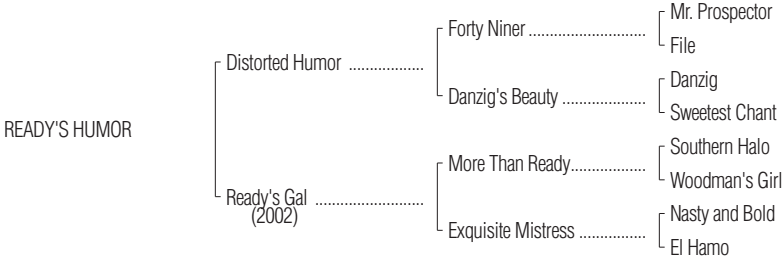 Mr. Prospector
Forty Niner ............................
File
Distorted Humor ..................
Danzig
Danzig's Beauty ....................
Sweetest Chant
READY'S HUMOR
Southern Halo
More Than Ready..................
Woodman's Girl
Ready's Gal ..........................
(2002)
Nasty and Bold
Exquisite Mistress ................
El Hamo